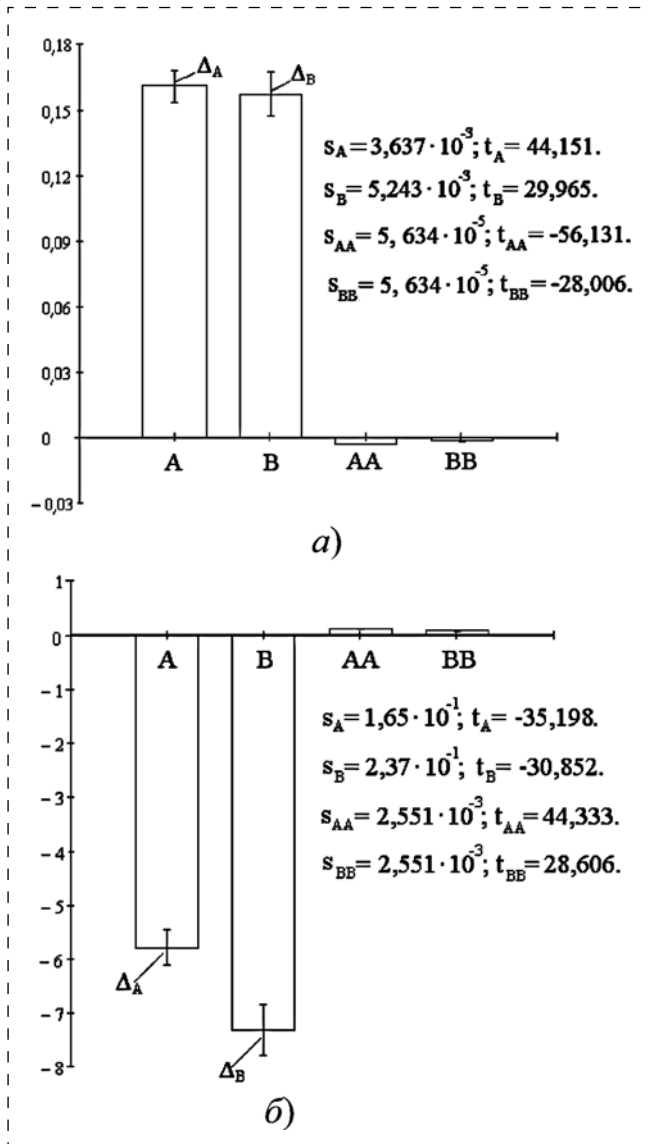 0,18
0,15
0,12
0,09
0,06
0,03
0
−0,03
Δ_A
Δ_B
s_A=3,637·10^-3; t_A= 44,151.
s_B= 5,243·10^-3; t_B= 29,965.
s_AA= 5, 634·10^-5; t_AA= -56,131.
s_BB= 5, 634·10^-5; t_BB= -28,006.
A B AA BB
а)
1
0
−1
−2
−3
−4
−5
−6
−7
−8
A B AA BB
s_A=1,65·10^-1; t_A= -35,198.
s_B= 2,37·10^-1; t_B= -30,852.
s_AA= 2,551·10^-3; t_AA= 44,333.
s_BB= 2,551·10^-3; t_BB= 28,606.
Δ_A
Δ_B
б)